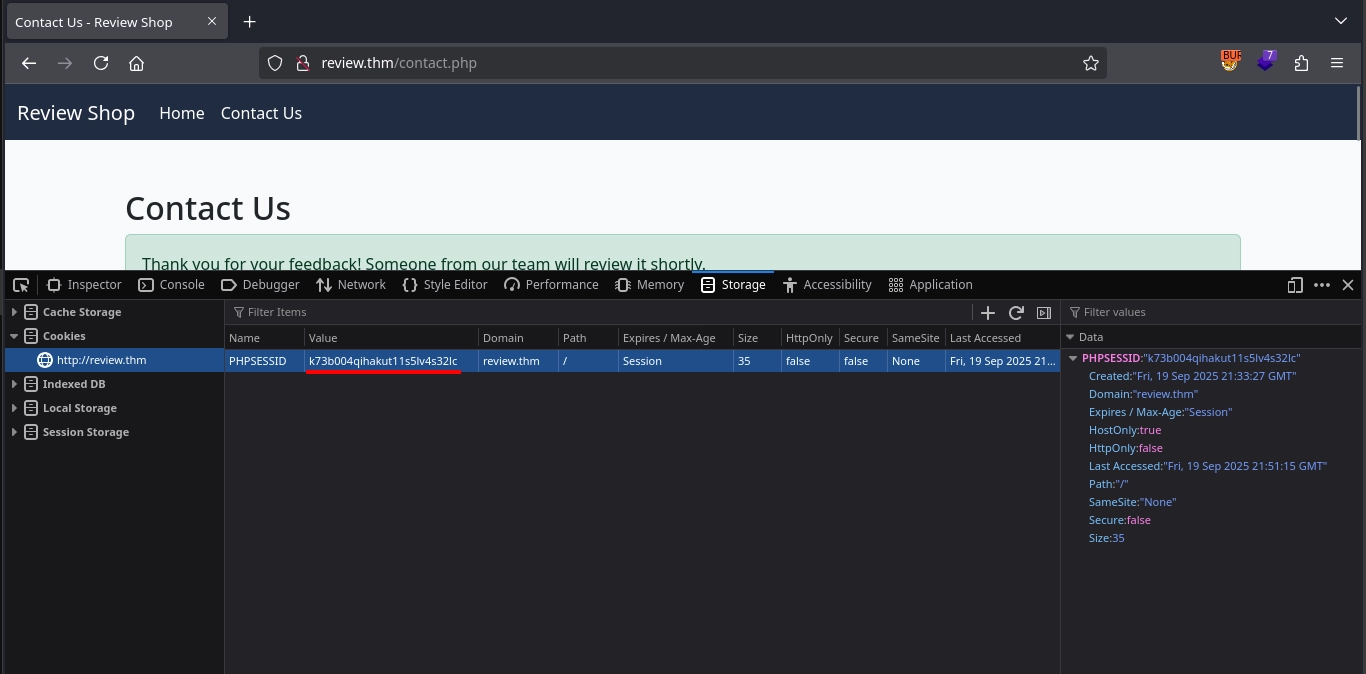 Contact Us - Review Shop
review.thm/contact.php
BUR
7
Review Shop Home Contact Us
Contact Us
Thank you for your feedback! Someone from our team will review it shortly.
Inspector Console Debugger Network Style Editor Performance Memory Storage Accessibility Application
Cache Storage
Cookies
http://review.thm
Indexed DB
Local Storage
Session Storage
Filter Items
Name Value Domain Path Expires / Max-Age Size HttpOnly Secure SameSite Last Accessed
PHPSESSID k73b004qihakut11s5lv4s32lc review.thm / Session 35 false false None Fri, 19 Sep 2025 21...
Filter values
Data
PHPSESSID:"k73b004qihakut11s5lv4s32lc"
Created:"Fri, 19 Sep 2025 21:33:27 GMT"
Domain:"review.thm"
Expires / Max-Age:"Session"
HostOnly:true
HttpOnly:false
Last Accessed:"Fri, 19 Sep 2025 21:51:15 GMT"
Path:"/"
SameSite:"None"
Secure:false
Size:35